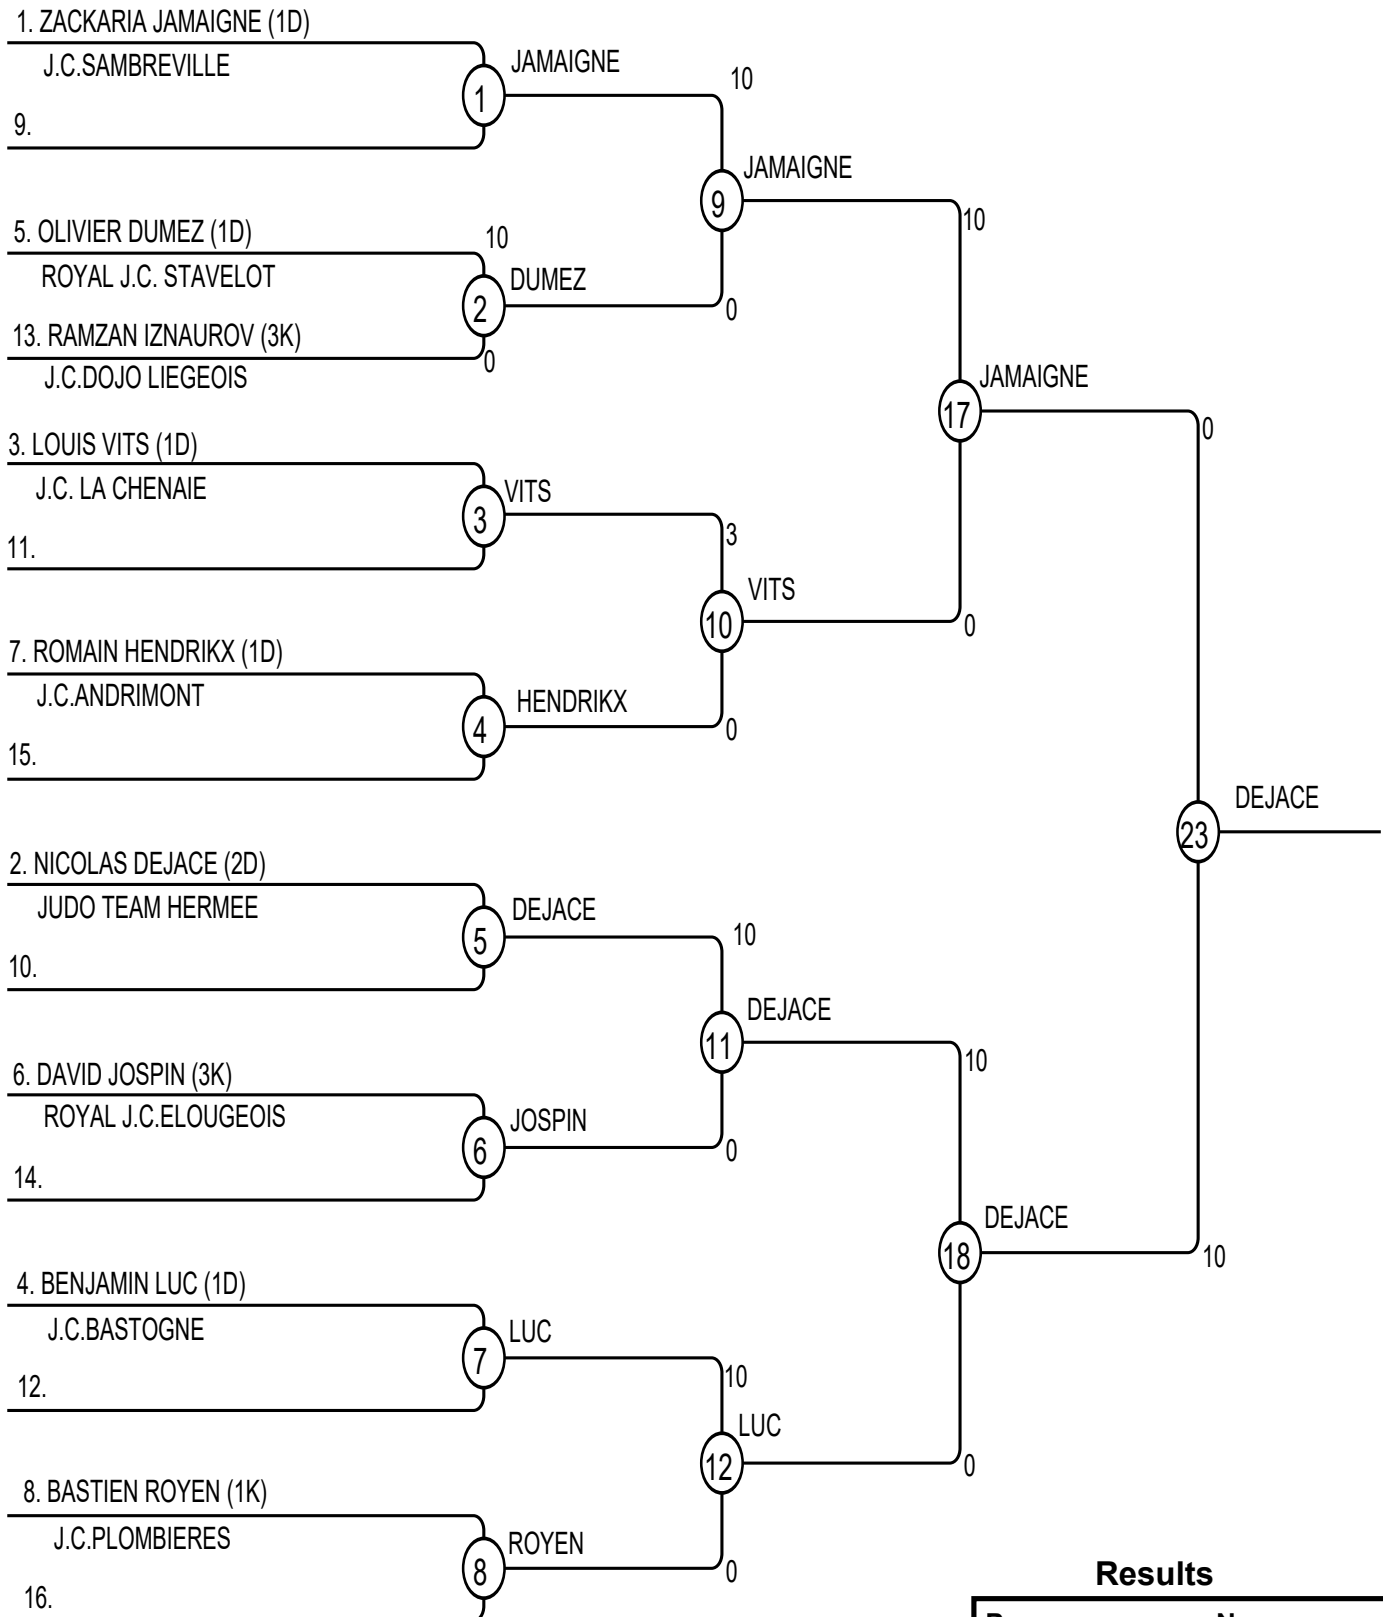 1. ZACKARIA JAMAIGNE (1D)
J.C.SAMBREVILLE
9.
1
JAMAIGNE
10
5. OLIVIER DUMEZ (1D)
ROYAL J.C. STAVELOT
13. RAMZAN IZNAUROV (3K)
J.C.DOJO LIEGEOIS
10
2
0
DUMEZ
0
9
JAMAIGNE
10
3. LOUIS VITS (1D)
J.C. LA CHENAIE
11.
3
VITS
3
7. ROMAIN HENDRIKX (1D)
J.C.ANDRIMONT
15.
4
HENDRIKX
0
10
VITS
0
17
JAMAIGNE
0
2. NICOLAS DEJACE (2D)
JUDO TEAM HERMEE
10.
5
DEJACE
10
6. DAVID JOSPIN (3K)
ROYAL J.C.ELOUGEOIS
14.
6
JOSPIN
0
11
DEJACE
10
4. BENJAMIN LUC (1D)
J.C.BASTOGNE
12.
7
LUC
10
8. BASTIEN ROYEN (1K)
J.C.PLOMBIERES
16.
8
ROYEN
0
12
LUC
0
18
DEJACE
10
23
DEJACE
Results